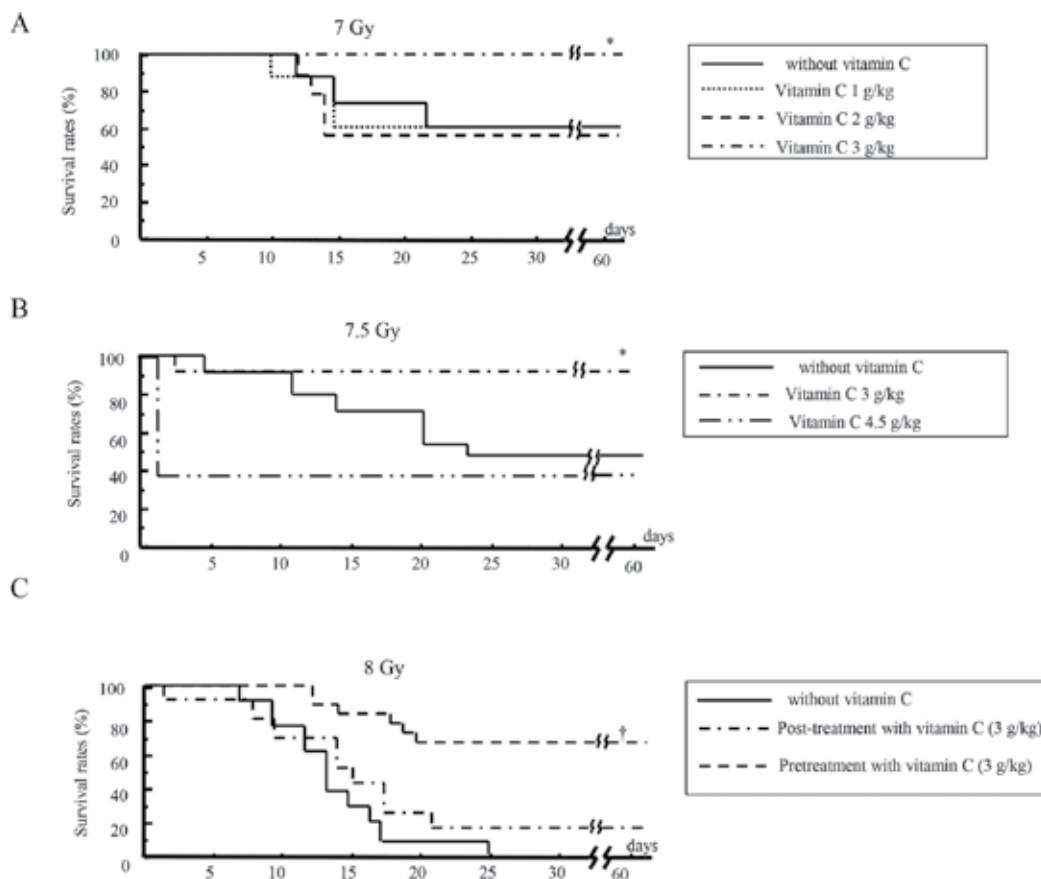 A
7 Gy
Survival rates (%)
100
80
60
40
20
0
5
10
15
20
25
30
60
days
*
without vitamin C
Vitamin C 1 g/kg
Vitamin C 2 g/kg
Vitamin C 3 g/kg
B
7.5 Gy
Survival rates (%)
100
80
60
40
20
0
5
10
15
20
25
30
60
days
*
without vitamin C
Vitamin C 3 g/kg
Vitamin C 4.5 g/kg
C
8 Gy
Survival rates (%)
100
80
60
40
20
0
5
10
15
20
25
30
60
days
†
without vitamin C
Post-treatment with vitamin C (3 g/kg)
Pretreatment with vitamin C (3 g/kg)